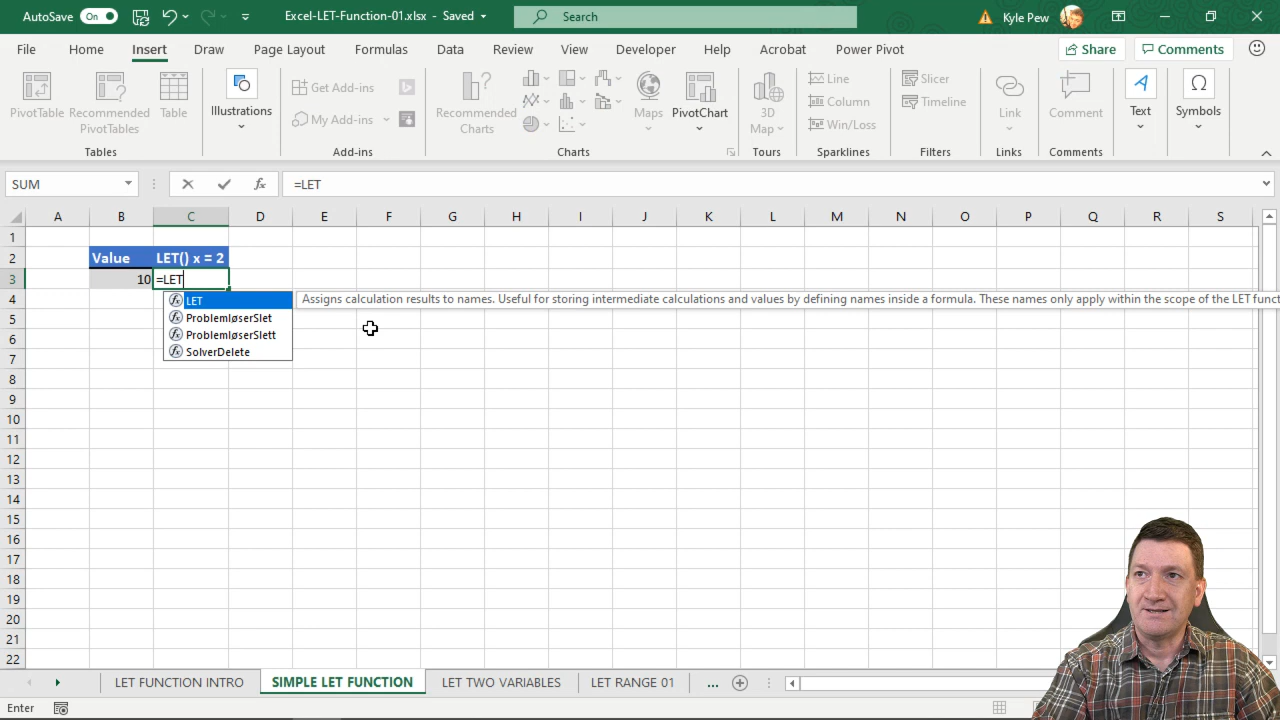 AutoSave On Excel-LET-Function-01.xlsx - Saved Search Kyle Pew
File Home Insert Draw Page Layout Formulas Data Review View Developer Help Acrobat Power Pivot Share Comments
PivotTable
Recommended
PivotTables
Table
Tables
Illustrations
Get Add-ins
My Add-ins
Add-ins
Recommended
Charts
Maps
PivotChart
Charts
3D
Map
Tours
Line
Column
Win/Loss
Sparklines
Slicer
Timeline
Filters
Link
Links
Comment
Comments
Text
Symbols
Symbols
SUM =LET
A B C D E F G H I J K L M N O P Q R S
1
2 Value LET() x = 2
3 10 =LET
4
LET Assigns calculation results to names. Useful for storing intermediate calculations and values by defining names inside a formula. These names only apply within the scope of the LET funct
5 ProblemløserSlet
6 ProblemløserSlett
7 SolverDelete
8
9
10
11
12
13
14
15
16
17
18
19
20
21
22
LET FUNCTION INTRO SIMPLE LET FUNCTION LET TWO VARIABLES LET RANGE 01 ...
Enter